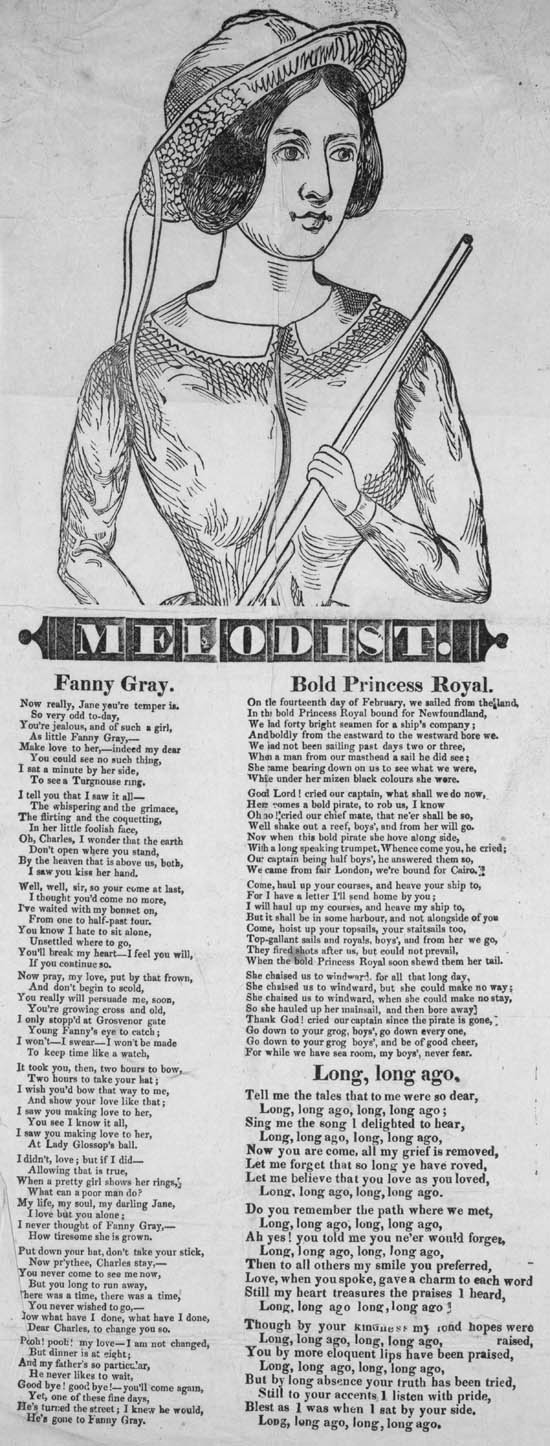 MELODIST.
Fanny Gray.
Now really, Jane you're temper is.
So very odd to-day,
You're jealous, and of such a girl,
As little Fanny Gray,—
Make love to her,—indeed my dear
You could see no such thing,
I sat a minute by her side,
To see a Turqnouse ring.
I tell you that I saw it all—
The whispering and the grimace,
The flirting and the coquetting,
In her little foolish face,
Oh, Charles, I wonder that the earth
Don't open where you stand,
By the heaven that is above us, both,
I saw you kiss her hand.
Well, well, sir, so your come at last,
I thought you'd come no more,
I've waited with my bonnet on,
From one to half-past four.
You know I hate to sit alone,
Unsettled where to go,
You'll break my heart—I feel you will,
If you continue so.
Now pray, my love, put by that frown,
And don't begin to scold,
You really will persuade me, soon,
You're growing cross and old,
I only stopp'd at Grosvenor gate
Young Fanny's eye to catch;
I won't—I swear—I won't be made
To keep time like a watch,
It took you, then, two hours to bow,
Two hours to take your hat;
I wish you'd bow that way to me,
And show your love like that;
I saw you making love to her,
You see I know it all,
I saw you making love to her,
At Lady Glossop's ball.
I didn't, love; but if I did—
Allowing that is true,
When a pretty girl shows her rings,
What can a poor man do?
My life, my soul, my darling Jane,
I love but you alone;
I never thought of Fanny Gray,—
How tiresome she is grown.
Put down your hat, don't take your stick,
Now pr'ythee, Charles stay,—
You never come to see me now,
But you long to run away,
There was a time, there was a time,
You never wished to go,—
Now what have I done, what have I done,
Dear Charles, to change you so.
Pooh! pooh! my love—I am not changed,
But dinner is at eight;
And my father's so particular,
He never likes to wait,
Good bye! good bye!—you'll come again,
Yet, one of these fine days,
He's turned the street; I knew he would,
He's gone to Fanny Gray.
Bold Princess Royal.
On the fourteenth day of February, we sailed from the land,
In the bold Princess Royal bound for Newfoundland,
We had forty bright seamen for a ship's company;
Andboldly from the eastward to the westward bore we.
We had not been sailing past days two or three,
When a man from our masthead a sail he did see;
She came bearing down on us to see what we were,
While under her mizen black colours she wore.
Good Lord! cried our captain, what shall we do now,
Here comes a bold pirate, to rob us, I know
Oh no! cried our chief mate, that ne'er shall be so,
Well shake out a reef, boys', and from her will go.
Now when this bold pirate she hove along side,
With a long speaking trumpet, Whence come you, he cried;
Our captain being half boys', he answered them so,
We came from fair London, we're bound for Cairo.
Come, haul up your courses, and heave your ship to,
For I have a letter I'll send home by you;
I will haul up my courses, and heave my ship to,
But it shall be in some harbour, and not alongside of you
Come, hoist up your topsails, your staitsails too,
Top-gallant sails and royals, boys', and from her we go,
They fired shots after us, but could not prevail,
When the bold Princess Royal soon shew'd them her tail.
She chaised us to windward, for all that long day,
She chaised us to windward, but she could make no way;
She chaised us to windward, when she could make no stay,
So she hauled up her mainsail, and then bore away
Thank God! cried our captain since the pirate is gone,
Go down to your grog, boys', go down every one,
Go down to your grog boys', and be of good cheer,
For while we have sea room, my boys', never fear.
Long, long ago.
Tell me the tales that to me were so dear,
Long, long ago, long, long ago;
Sing me the song I delighted to hear,
Long, long ago, long, long ago,
Now you are come, all my grief is removed,
Let me forget that so long ye have roved,
Let me believe that you love as you loved,
Long, long ago, long, long ago.
Do you remember the path where we met,
Long, long ago, long, long ago,
Ah yes! you told me you ne'er would forget,
Long, long ago, long, long ago,
Then to all others my smile you preferred,
Love, when you spoke, gave a charm to each word
Still my heart treasures the praises I heard,
Long, long ago long, long ago
Though by your kindness my fond hopes were
Long, long ago, long, long ago, raised,
You by more eloquent lips have been praised,
Long, long ago, long, long ago,
But by long absence your truth has been tried,
Still to your accents I listen with pride,
Blest as I was when I sat by your side,
Long, long ago, long, long ago.